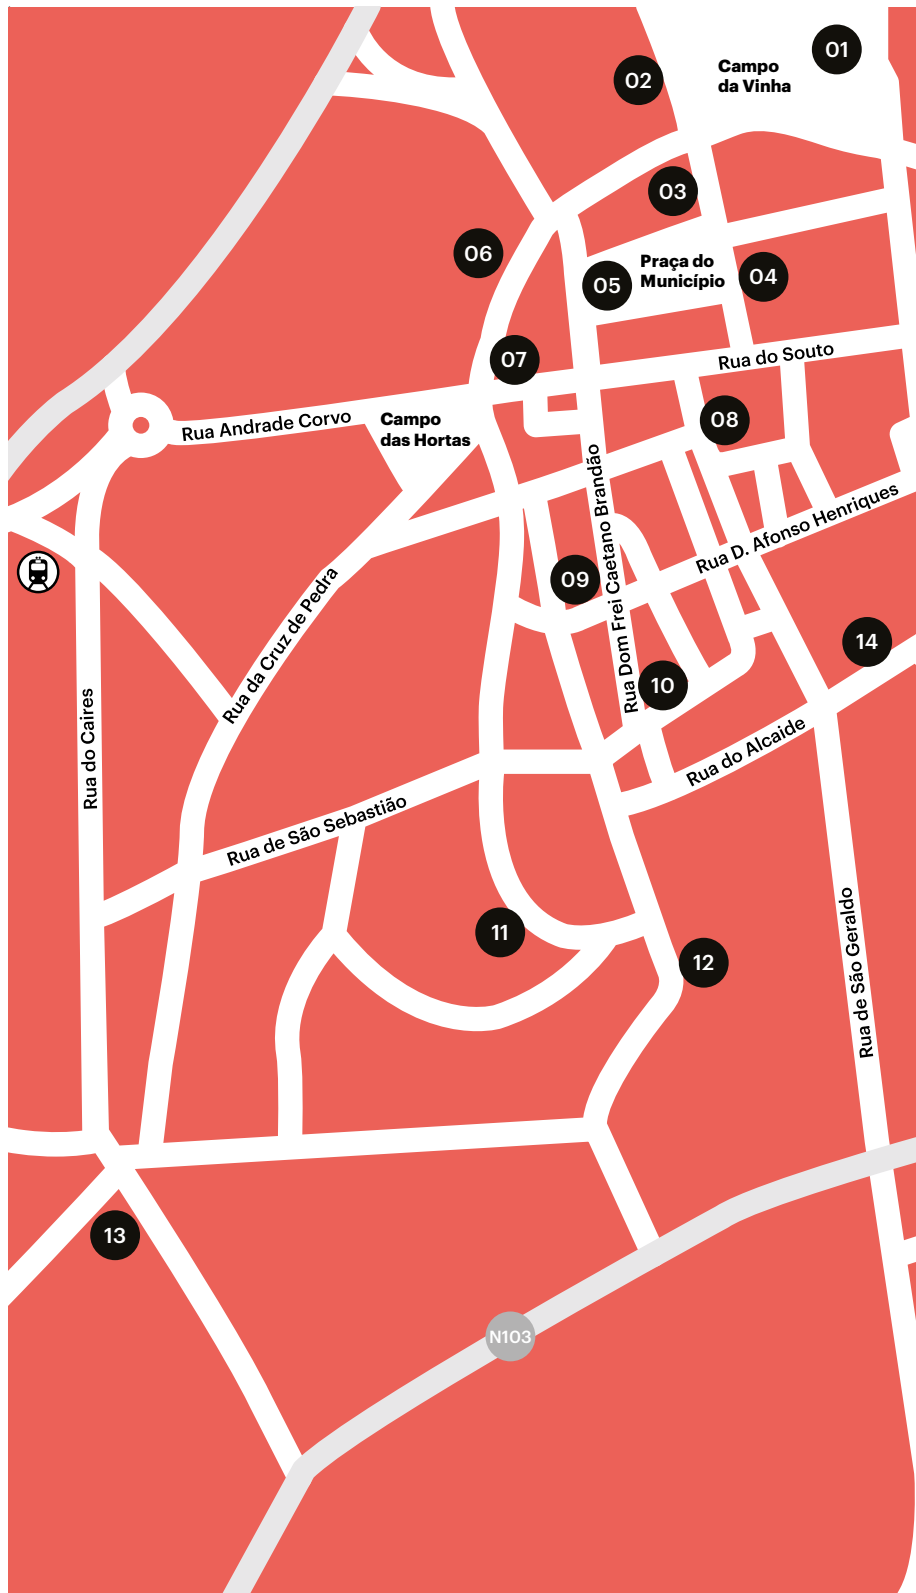 01
Campo
da Vinha
02
03
06
Praça do
Município
04
05
07
Rua do Souto
Rua Andrade Corvo
Campo
das Hortas
08
Rua Dom Frei Caetano Brandão
Rua D. Afonso Henriques
09
Rua da Cruz de Pedra
14
10
Rua do Caires
Rua do Alcaide
Rua de São Sebastião
11
12
Rua de São Geraldo
13
N103